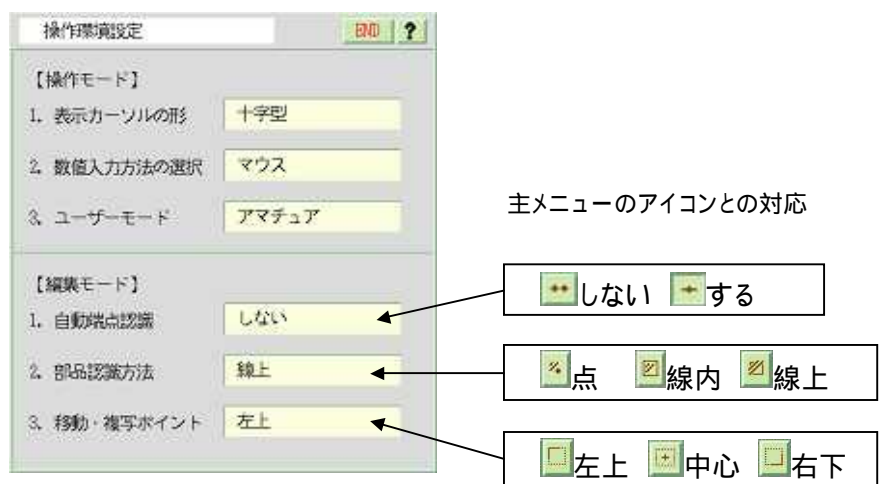 操作環境設定 END ?
【操作モード】
1. 表示カーソルの形 十字型
2. 数値入力方法の選択 マウス
3. ユーザーモード アマチュア
【編集モード】
1. 自動端点認識 しない
2. 部品認識方法 線上
3. 移動・複写ポイント 左上
主メニューのアイコンとの対応
しない する
点 線内 線上
左上 中心 右下